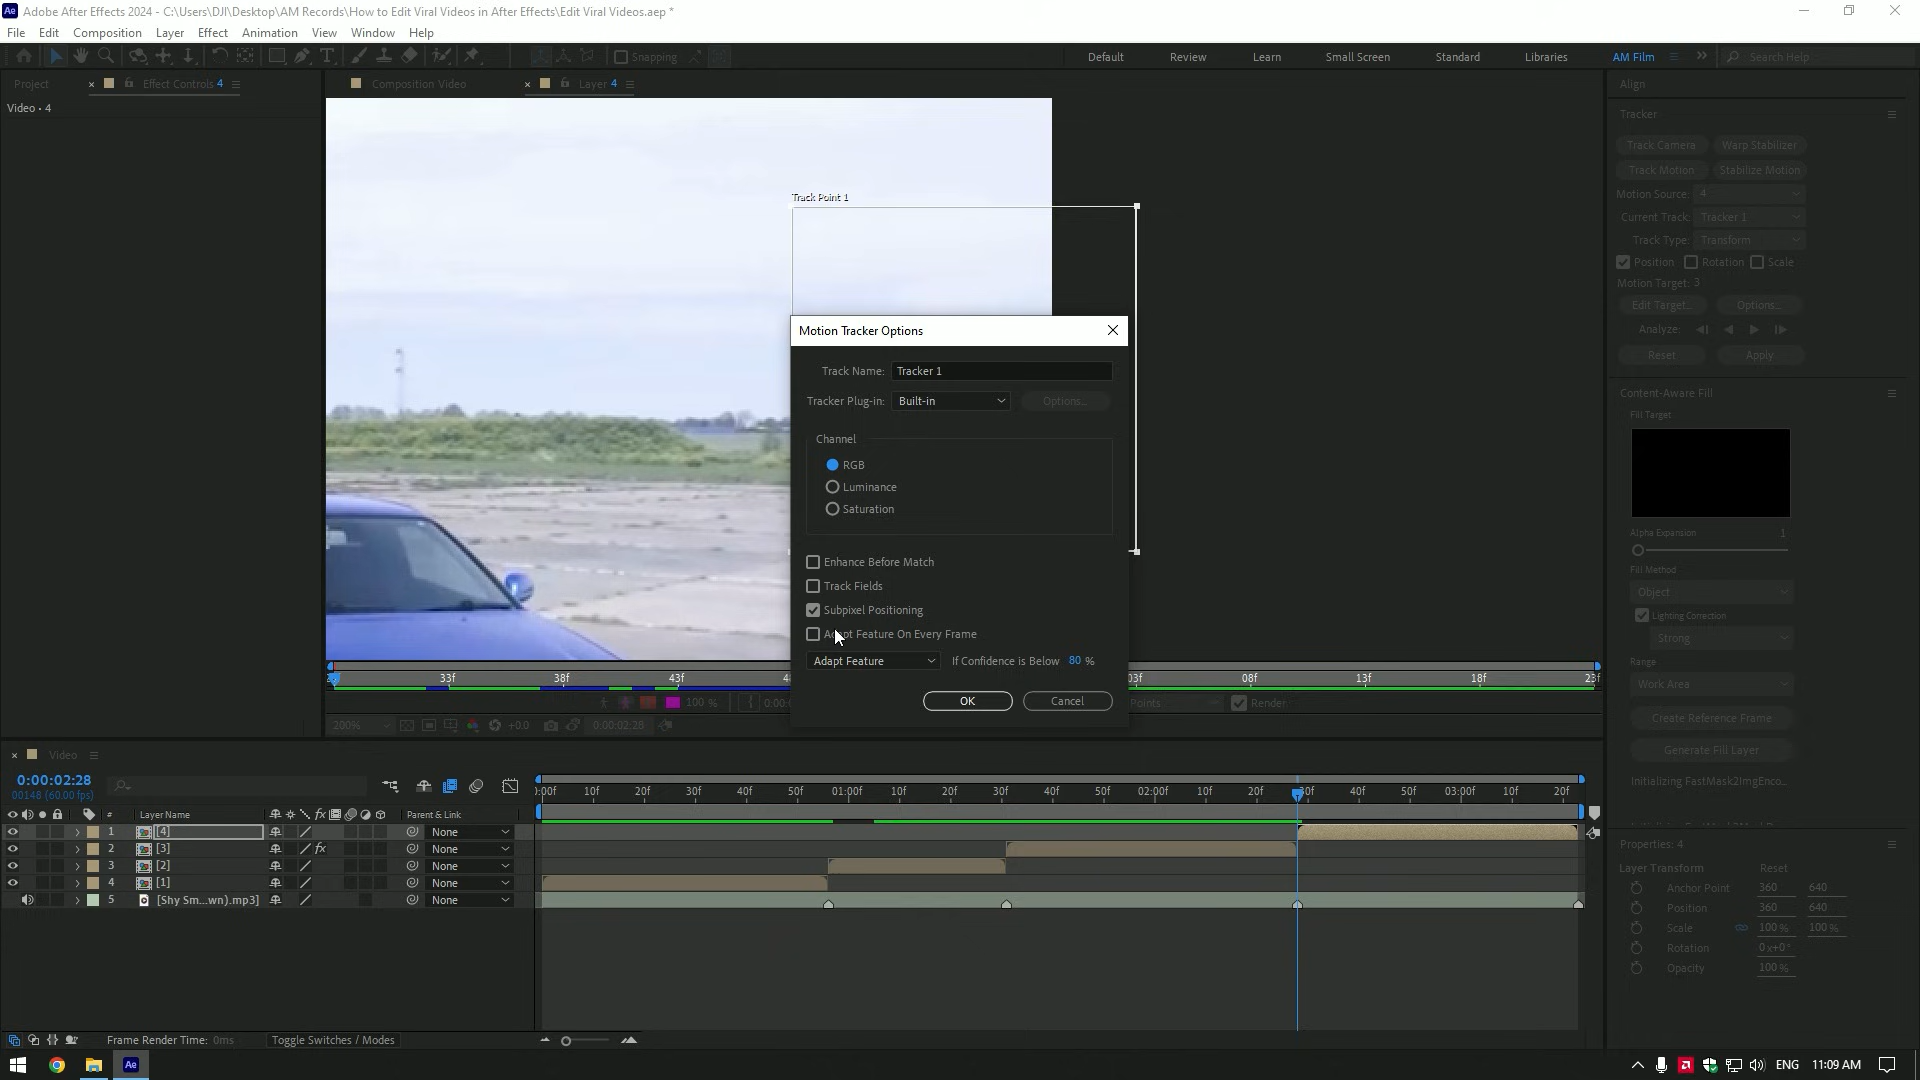 Adobe After Effects 2024 - C:\Users\DJI\Desktop\AM Records\How to Edit Viral Videos in After Effects\Edit Viral Videos.aep *
File Edit Composition Layer Effect Animation View Window Help
Snapping
Default Review Learn Small Screen Standard Libraries AM Film Search Help
Project Effect Controls 4 Composition Video Layer 4 Align
Video • 4
Tracker
Track Camera Warp Stabilizer
Track Motion Stabilize Motion
Motion Source: 4
Current Track: Tracker 1
Track Type: Transform
Position Rotation Scale
Motion Target: 3
Edit Target... Options...
Analyze:
Reset Apply
Track Point 1
Motion Tracker Options
Track Name: Tracker 1
Tracker Plug-in: Built-in Options...
Channel
RGB
Luminance
Saturation
Enhance Before Match
Track Fields
Subpixel Positioning
Adapt Feature On Every Frame
Adapt Feature If Confidence is Below 80 %
OK Cancel
Content-Aware Fill
Fill Target
Alpha Expansion 1
Fill Method
Object
Lighting Correction
Strong
Range
Work Area
Create Reference Frame
Generate Fill Layer
Initializing FastMask2ImgEnco...
33f 38f 43f 03f 08f 13f 18f 23f
100 % Points Render
200% +0.0 0:00:02:28
Video
0:00:02:28
00148 (60.00 fps)
:00f 10f 20f 30f 40f 50f 01:00f 10f 20f 30f 40f 50f 02:00f 10f 20f 30f 40f 50f 03:00f 10f 20f
# Layer Name fx Parent & Link
1 [4] None
2 [3] fx None
3 [2] None
4 [1] None
5 [Shy Sm...wn).mp3] None
Properties: 4
Layer Transform Reset
Anchor Point 360 640
Position 360 640
Scale 100 % 100 %
Rotation 0x+0°
Opacity 100 %
Frame Render Time: 0ms Toggle Switches / Modes
Ae ENG 11:09 AM